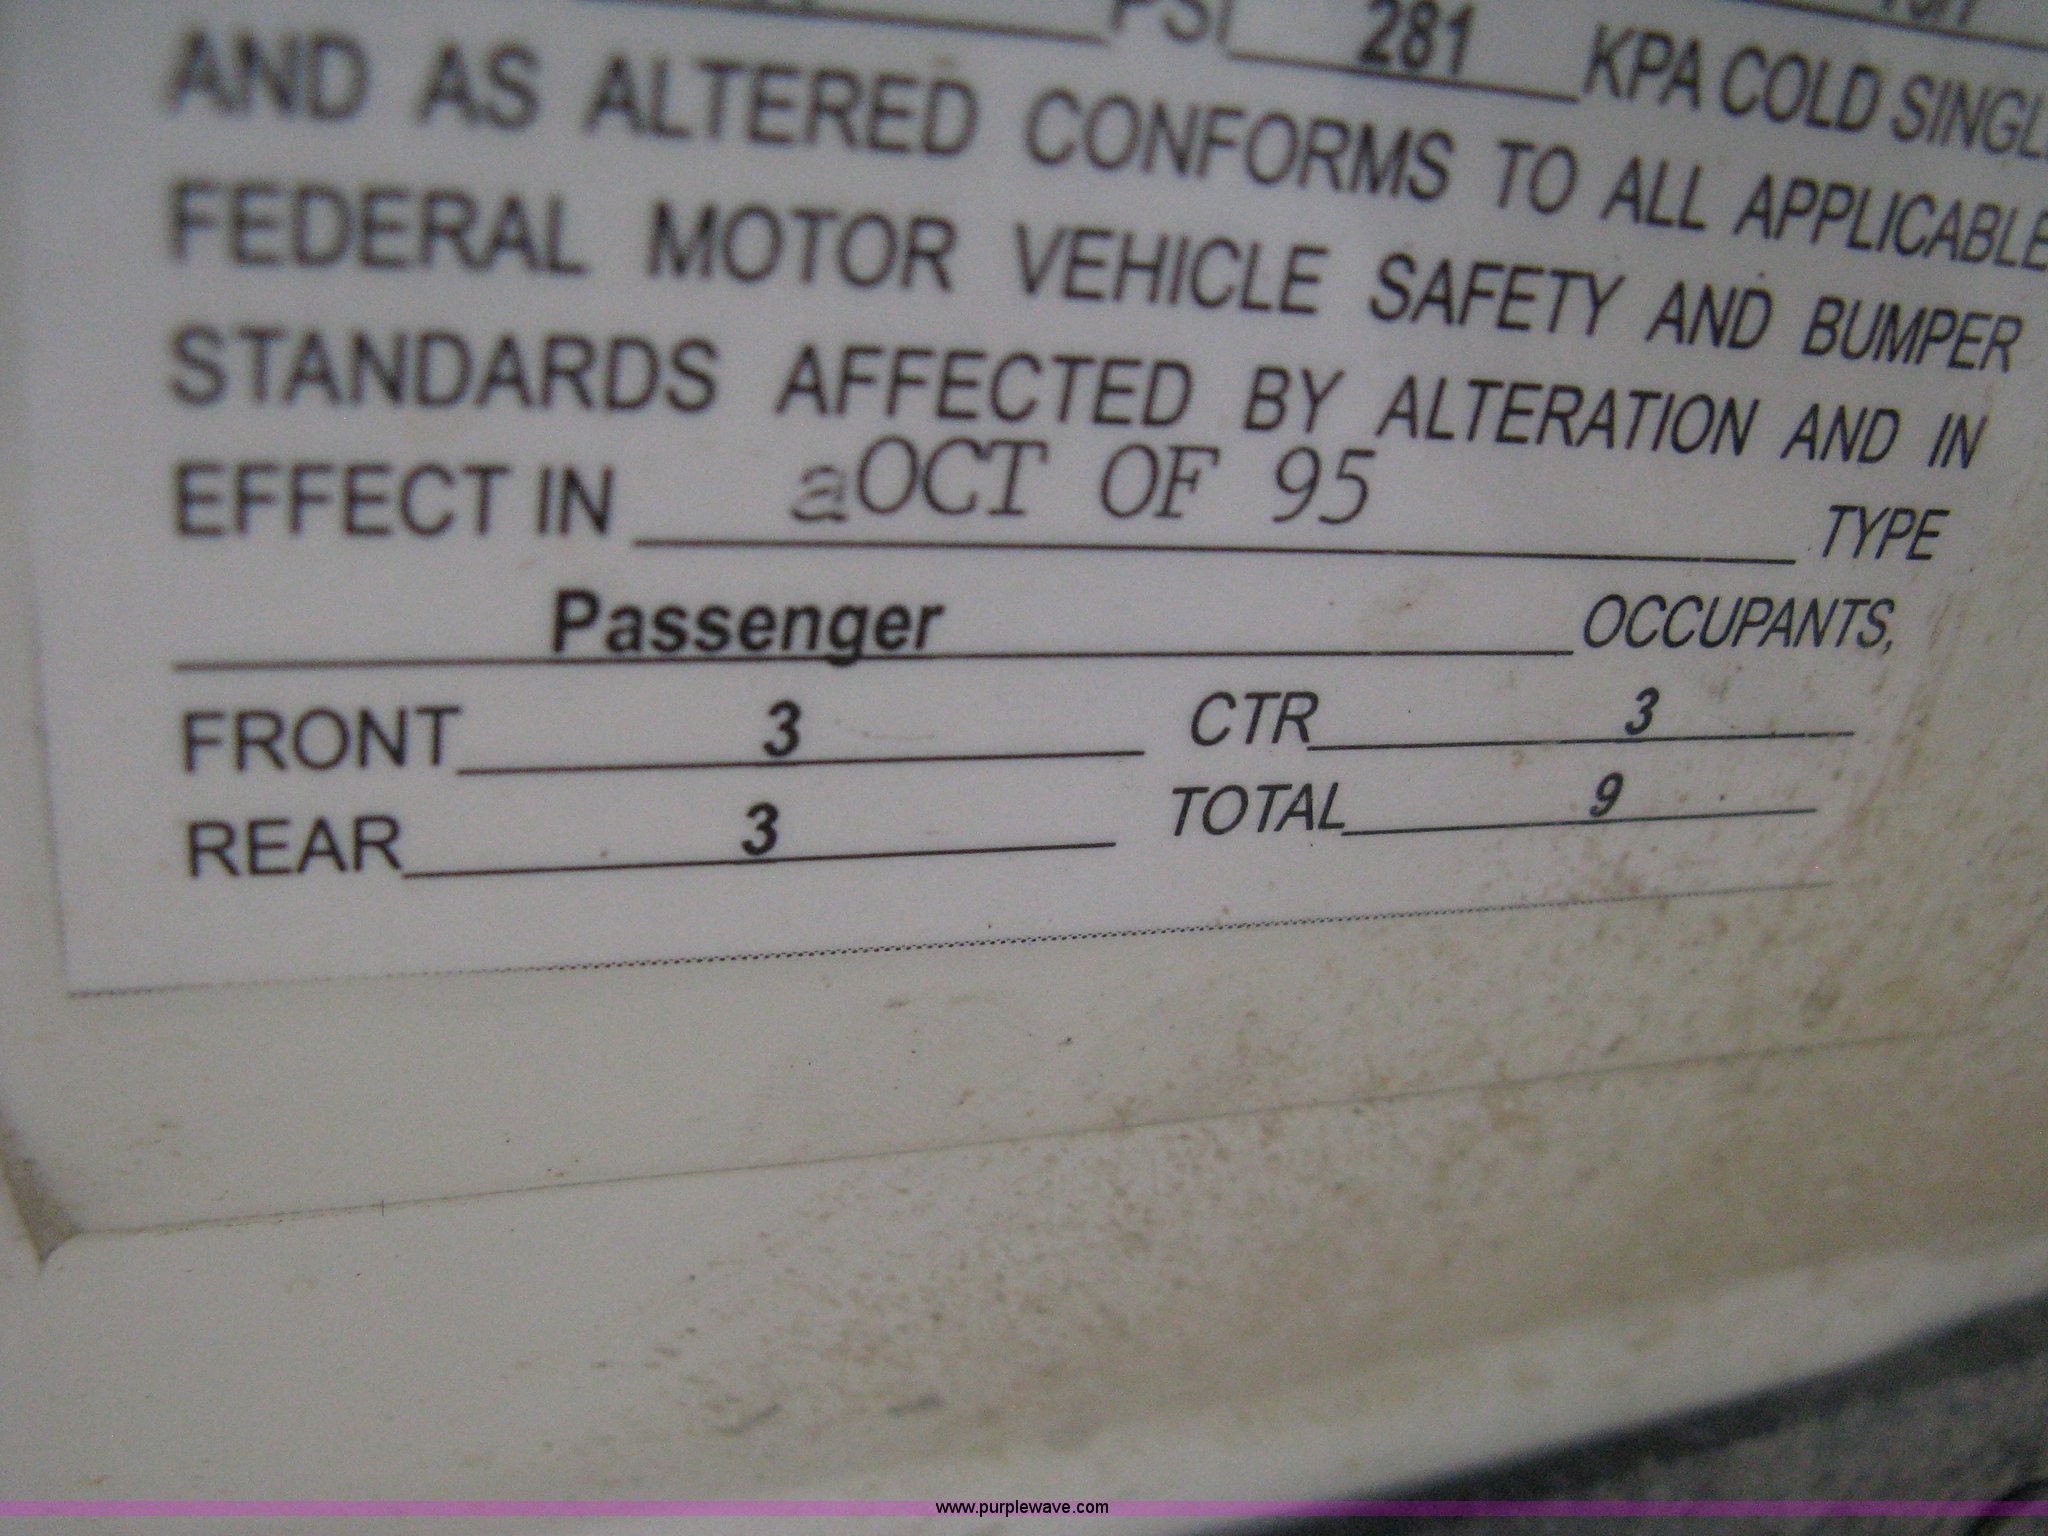 PSI 281 KPA COLD SINGL
AND AS ALTERED CONFORMS TO ALL APPLICABLE
FEDERAL MOTOR VEHICLE SAFETY AND BUMPER
STANDARDS AFFECTED BY ALTERATION AND IN
EFFECT IN aOCT OF 95 TYPE
Passenger OCCUPANTS,
FRONT 3 CTR 3
REAR 3 TOTAL 9
www.purplewave.com